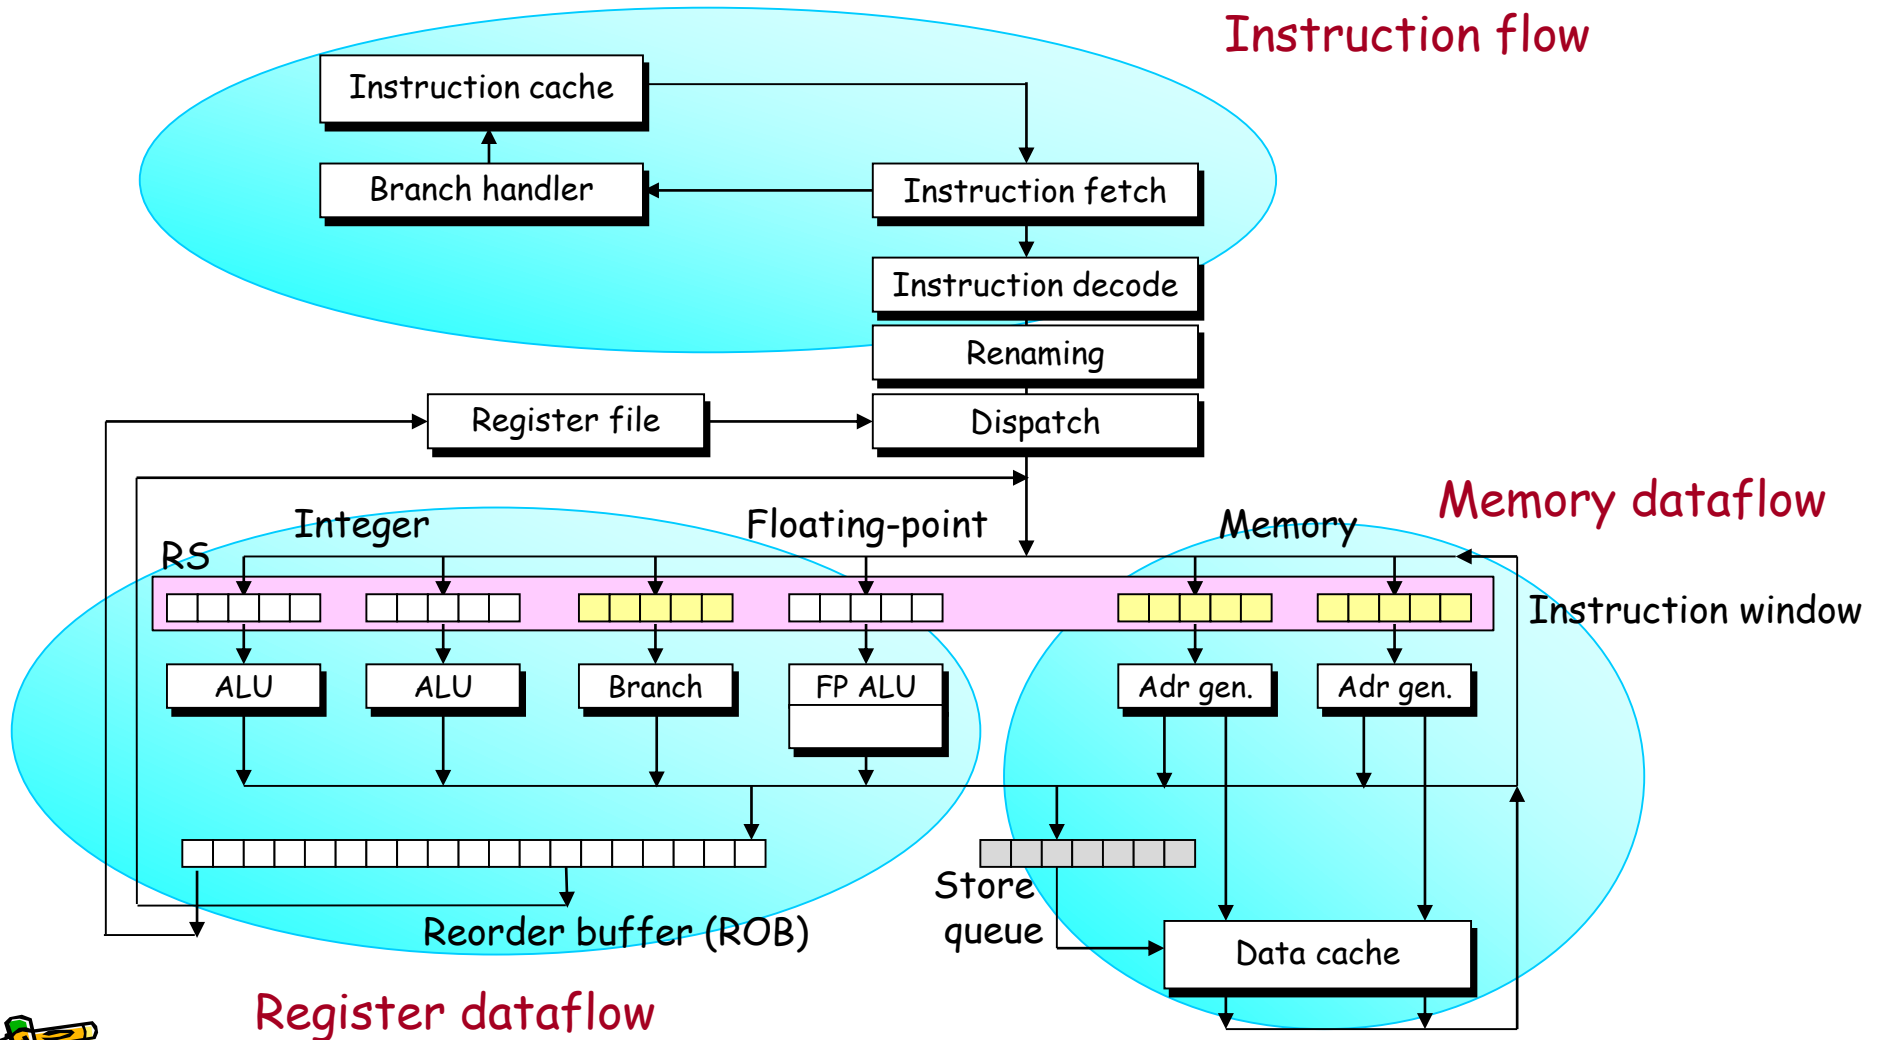 Instruction flow
Instruction cache
Branch handler
Instruction fetch
Instruction decode
Renaming
Register file
Dispatch
Memory dataflow
Integer
Floating-point
Memory
RS
Instruction window
ALU
ALU
Branch
FP ALU
Adr gen.
Adr gen.
Store
queue
Reorder buffer (ROB)
Data cache
Register dataflow